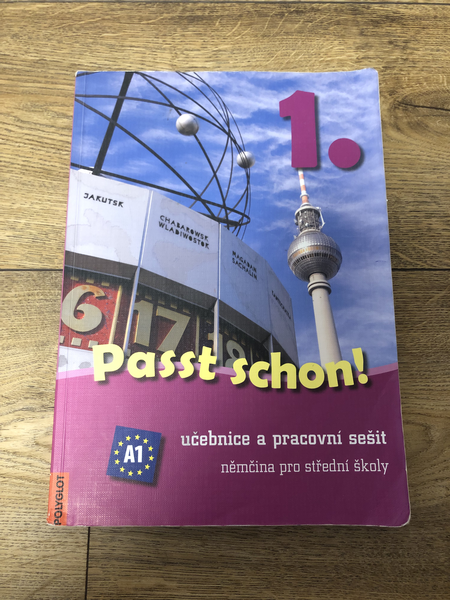 1.
JAKUTSK
CHABAROWSK
WLADIWOSTOK
MAGADAN
SACHALIN
16 17 18
Passt schon!
A1
učebnice a pracovní sešit
němčina pro střední školy
POLYGLOT